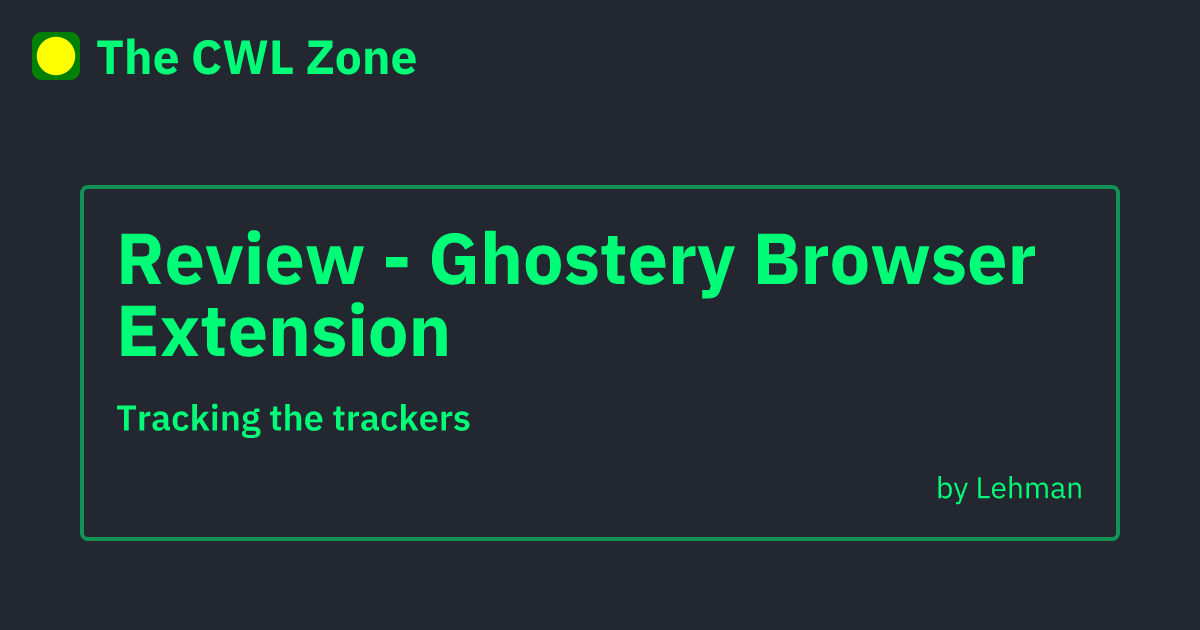 The CWL Zone
Review - Ghostery Browser
Extension
Tracking the trackers
by Lehman